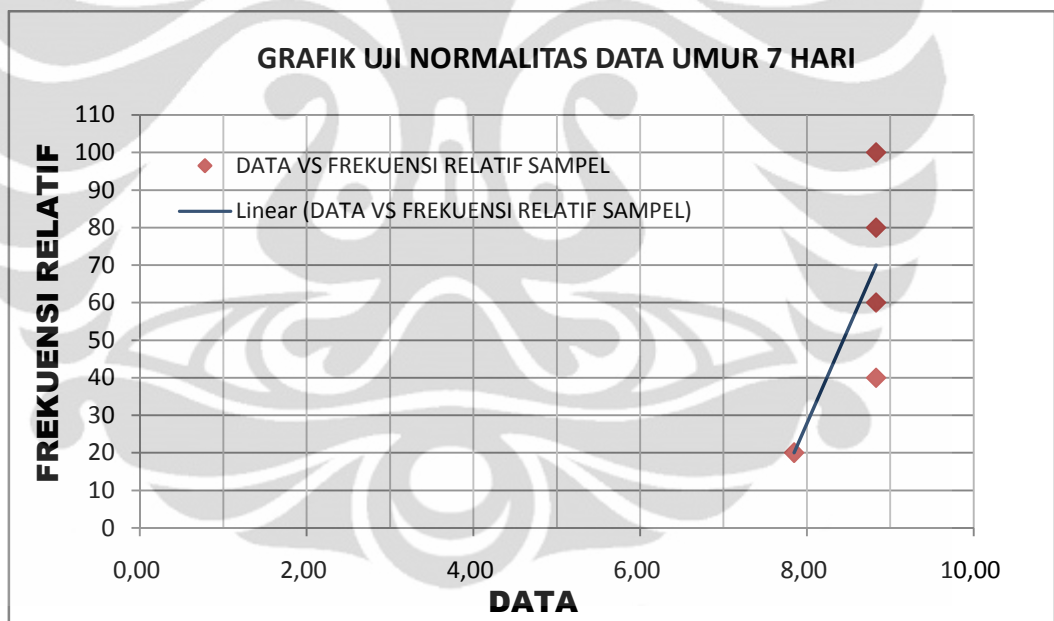 GRAFIK UJI NORMALITAS DATA UMUR 7 HARI
FREKUENSI RELATIF
110
100
90
80
70
60
50
40
30
20
10
0
DATA VS FREKUENSI RELATIF SAMPEL
Linear (DATA VS FREKUENSI RELATIF SAMPEL)
0,00 2,00 4,00 6,00 8,00 10,00
DATA